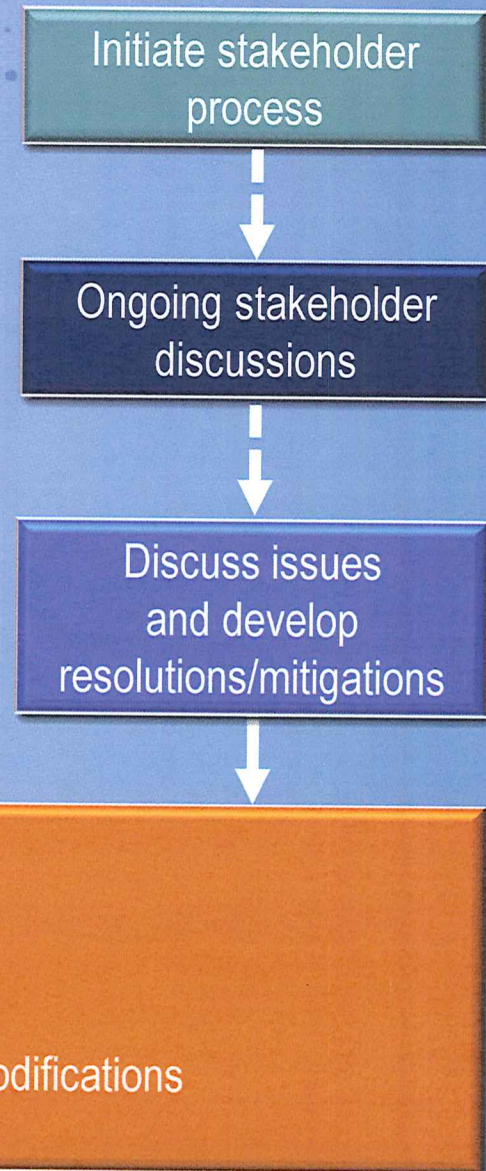 Initiate stakeholder
process
Ongoing stakeholder
discussions
Discuss issues
and develop
resolutions/mitigations
odifications